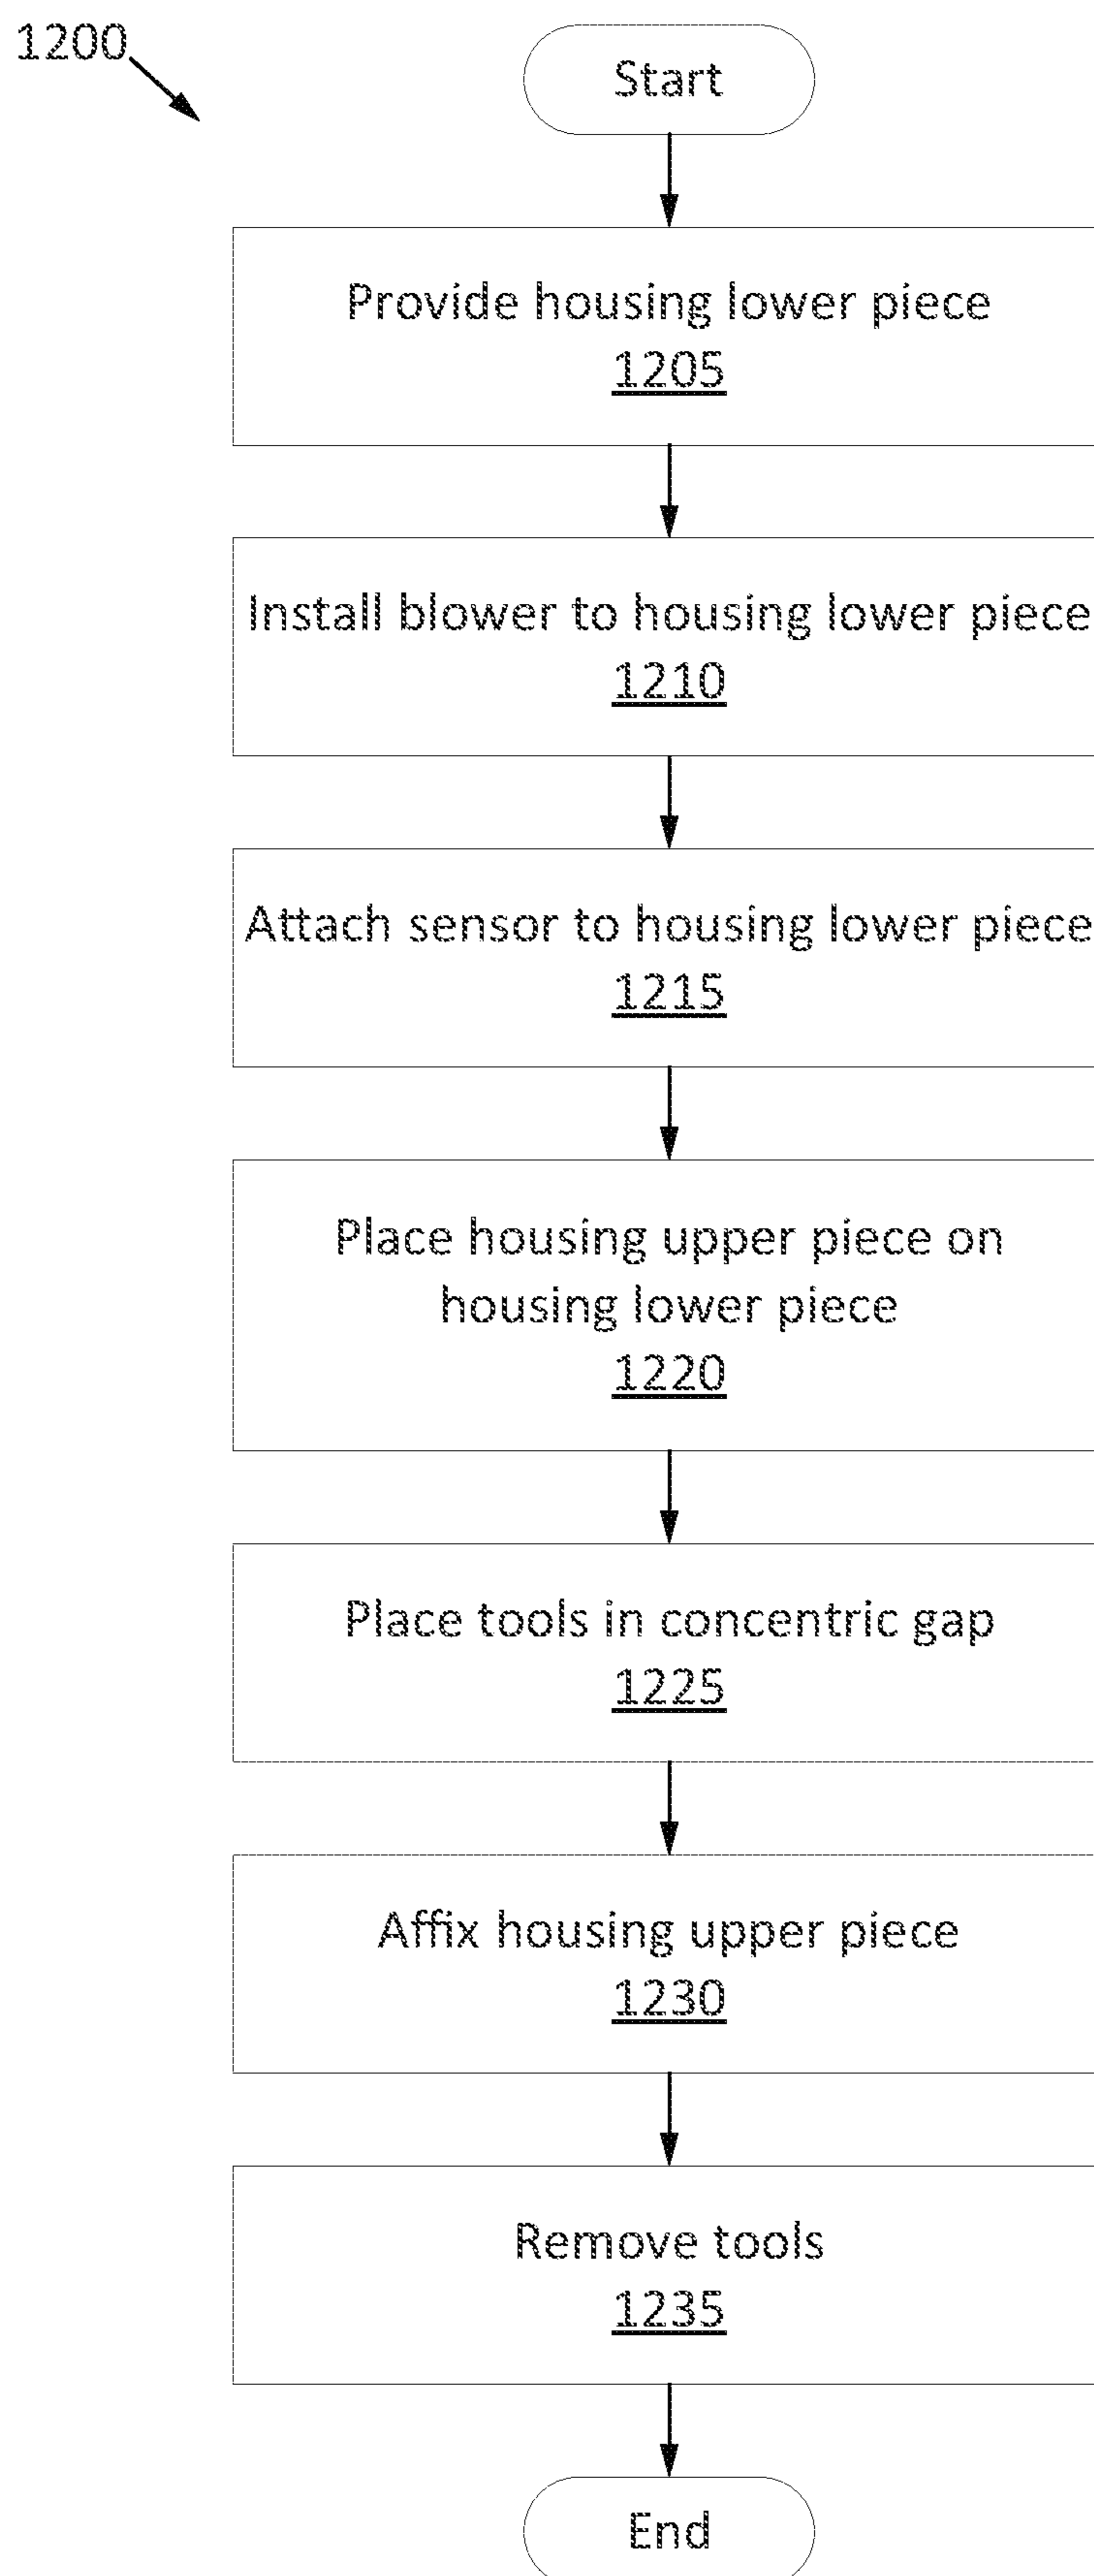 1200
Start
Provide housing lower piece
1205
Install blower to housing lower piece
1210
Attach sensor to housing lower piece
1215
Place housing upper piece on
housing lower piece
1220
Place tools in concentric gap
1225
Affix housing upper piece
1230
Remove tools
1235
End